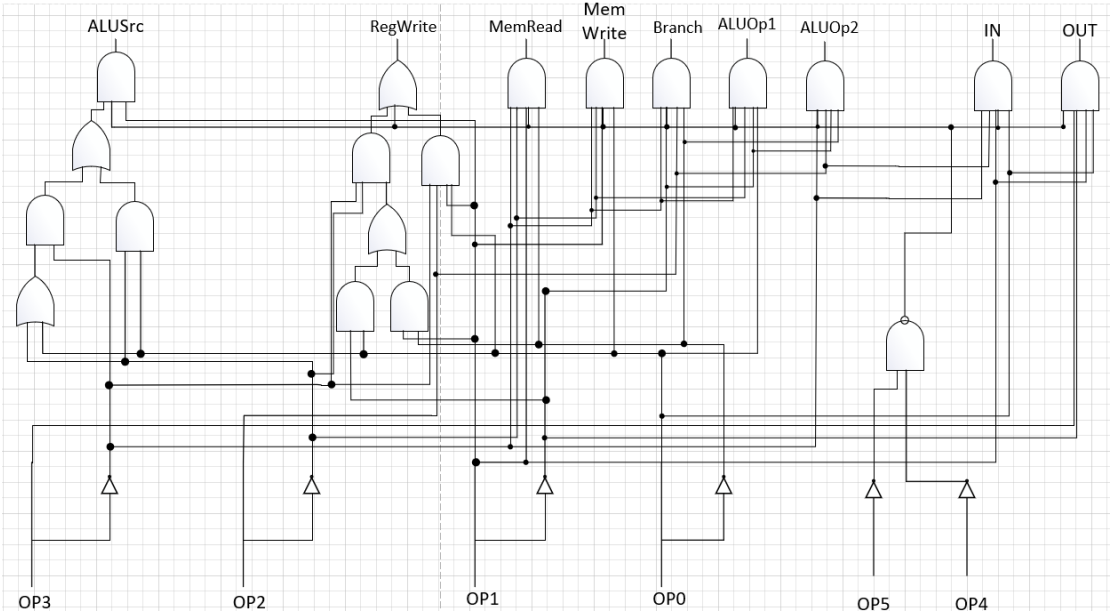 ALUSrc
RegWrite
MemRead
Mem
Write
Branch
ALUOp1
ALUOp2
IN
OUT
OP3
OP2
OP1
OP0
OP5
OP4